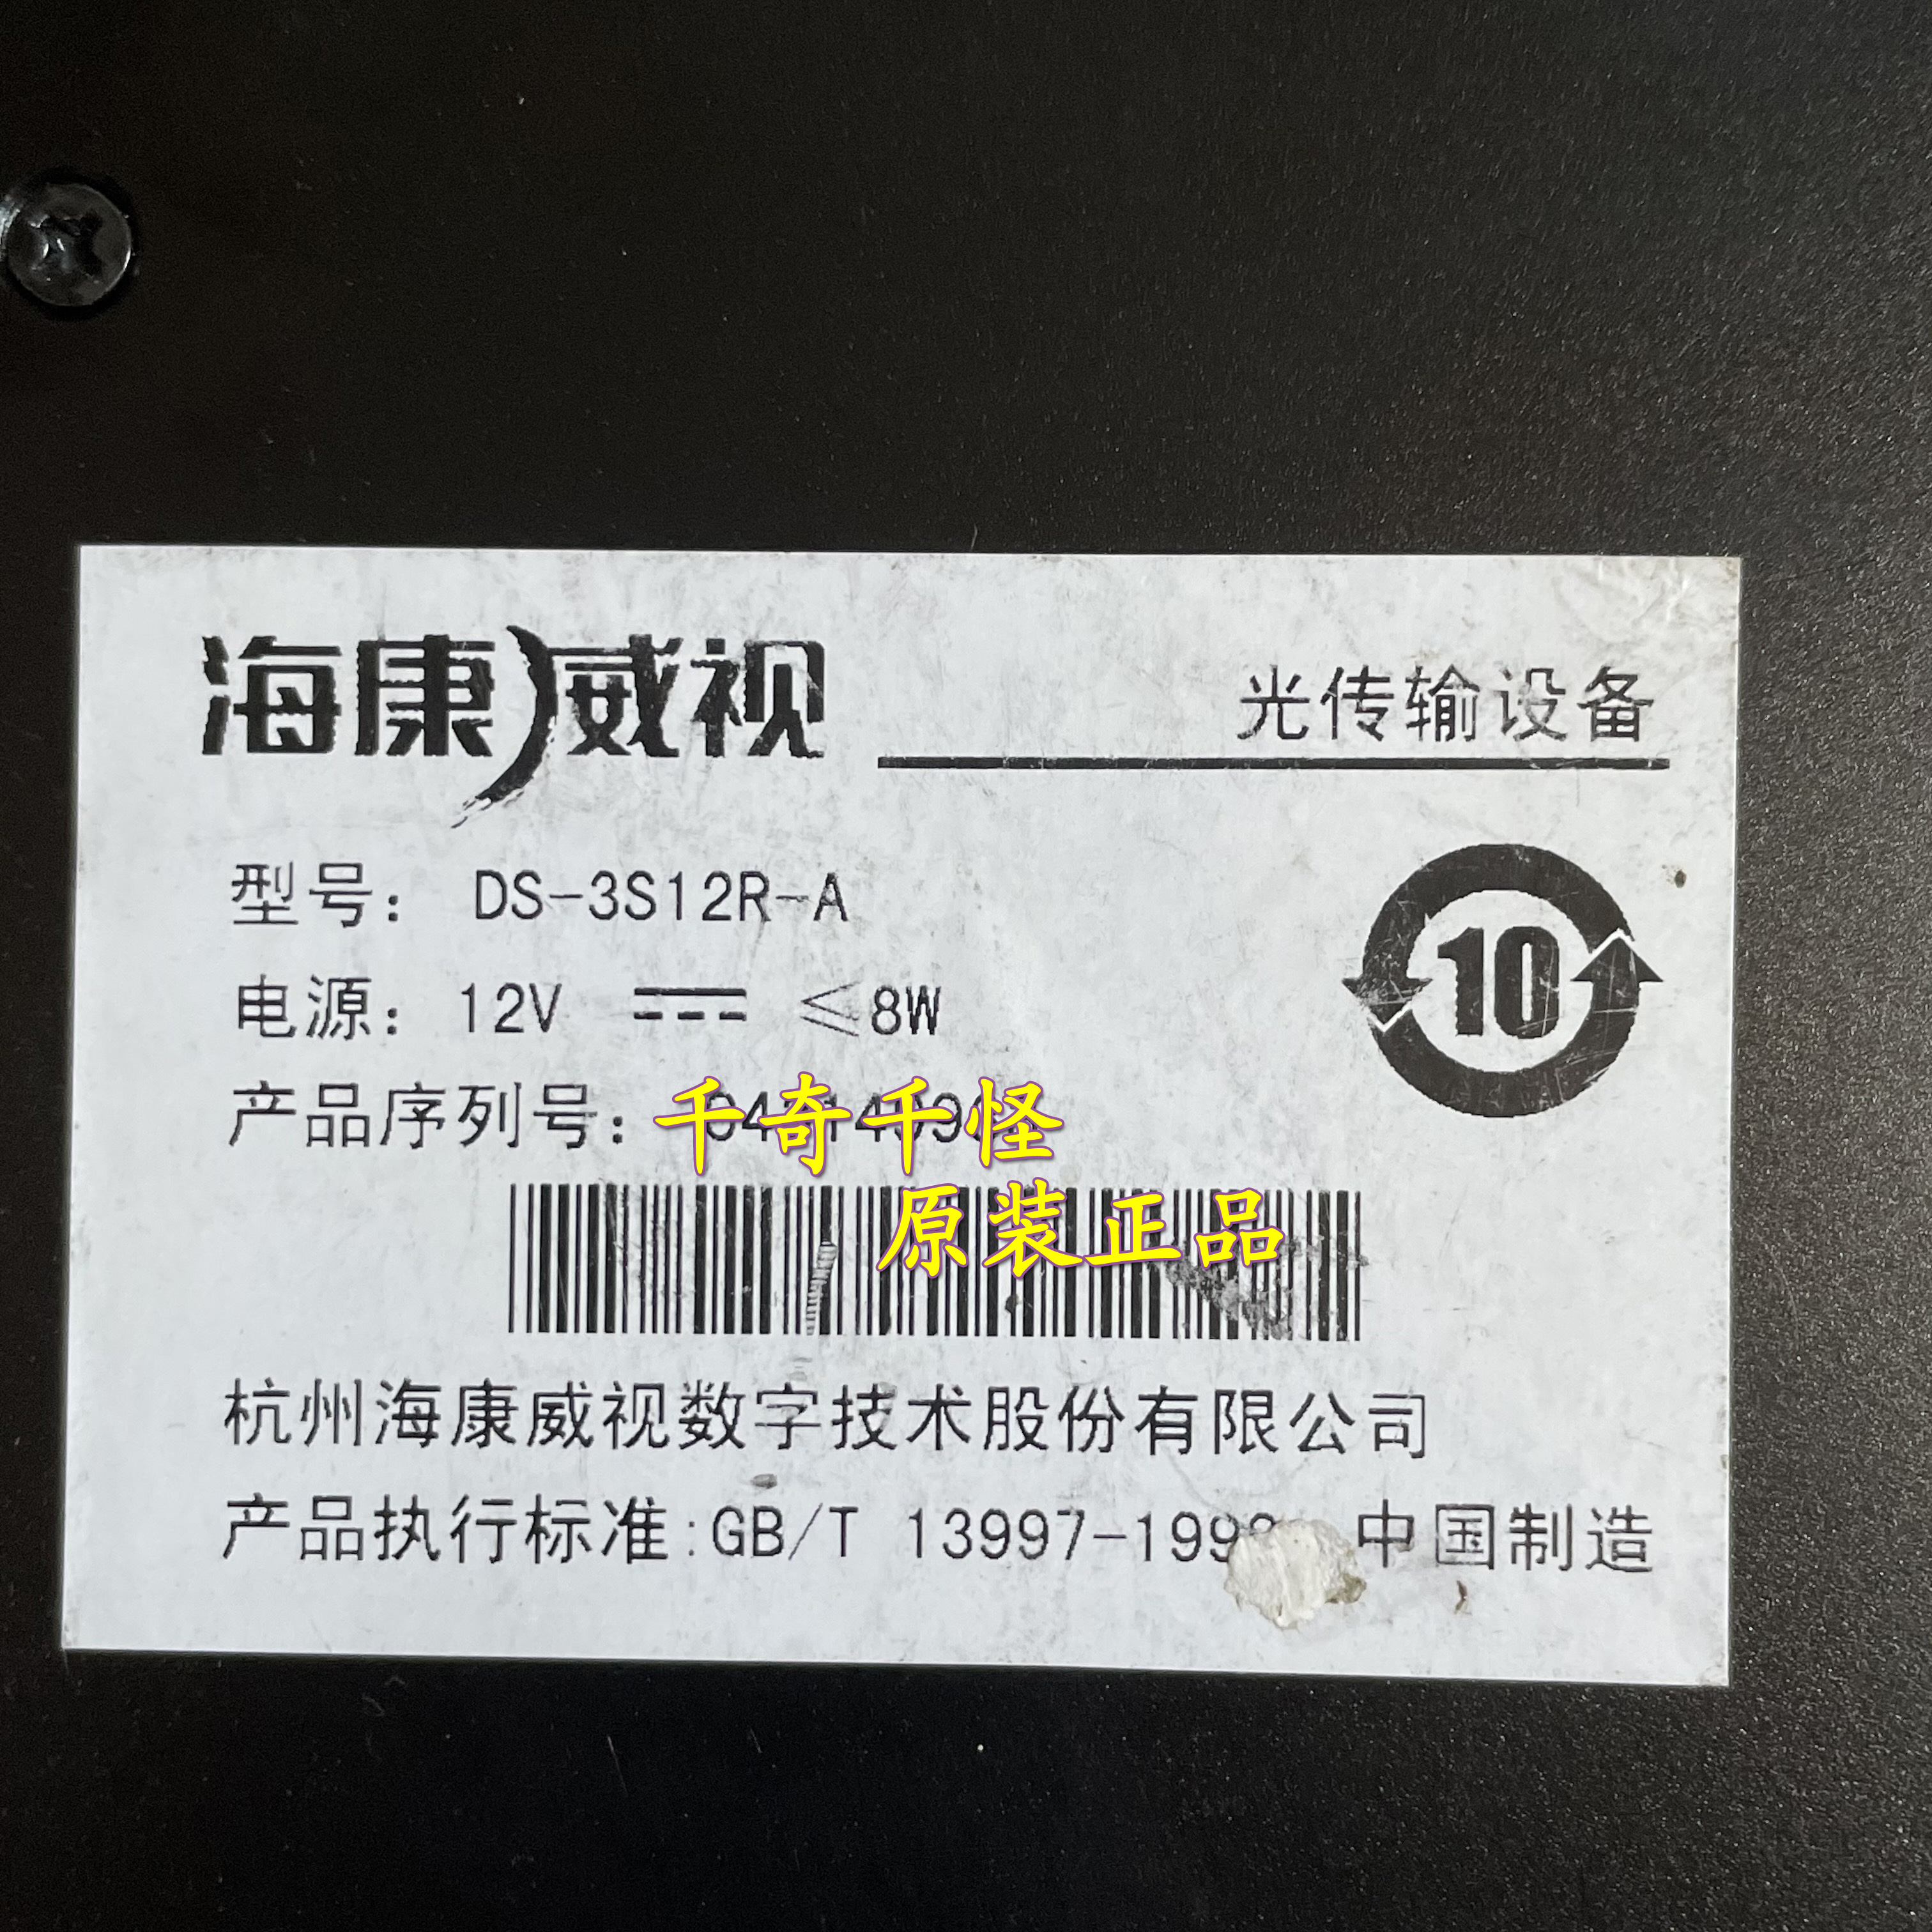 海康威视
光传输设备
型号： DS-3S12R-A
电源： 12V ≤8W
10
产品序列号：
千奇千怪
原装正品
杭州海康威视数字技术股份有限公司
产品执行标准:GB/T 中国制造